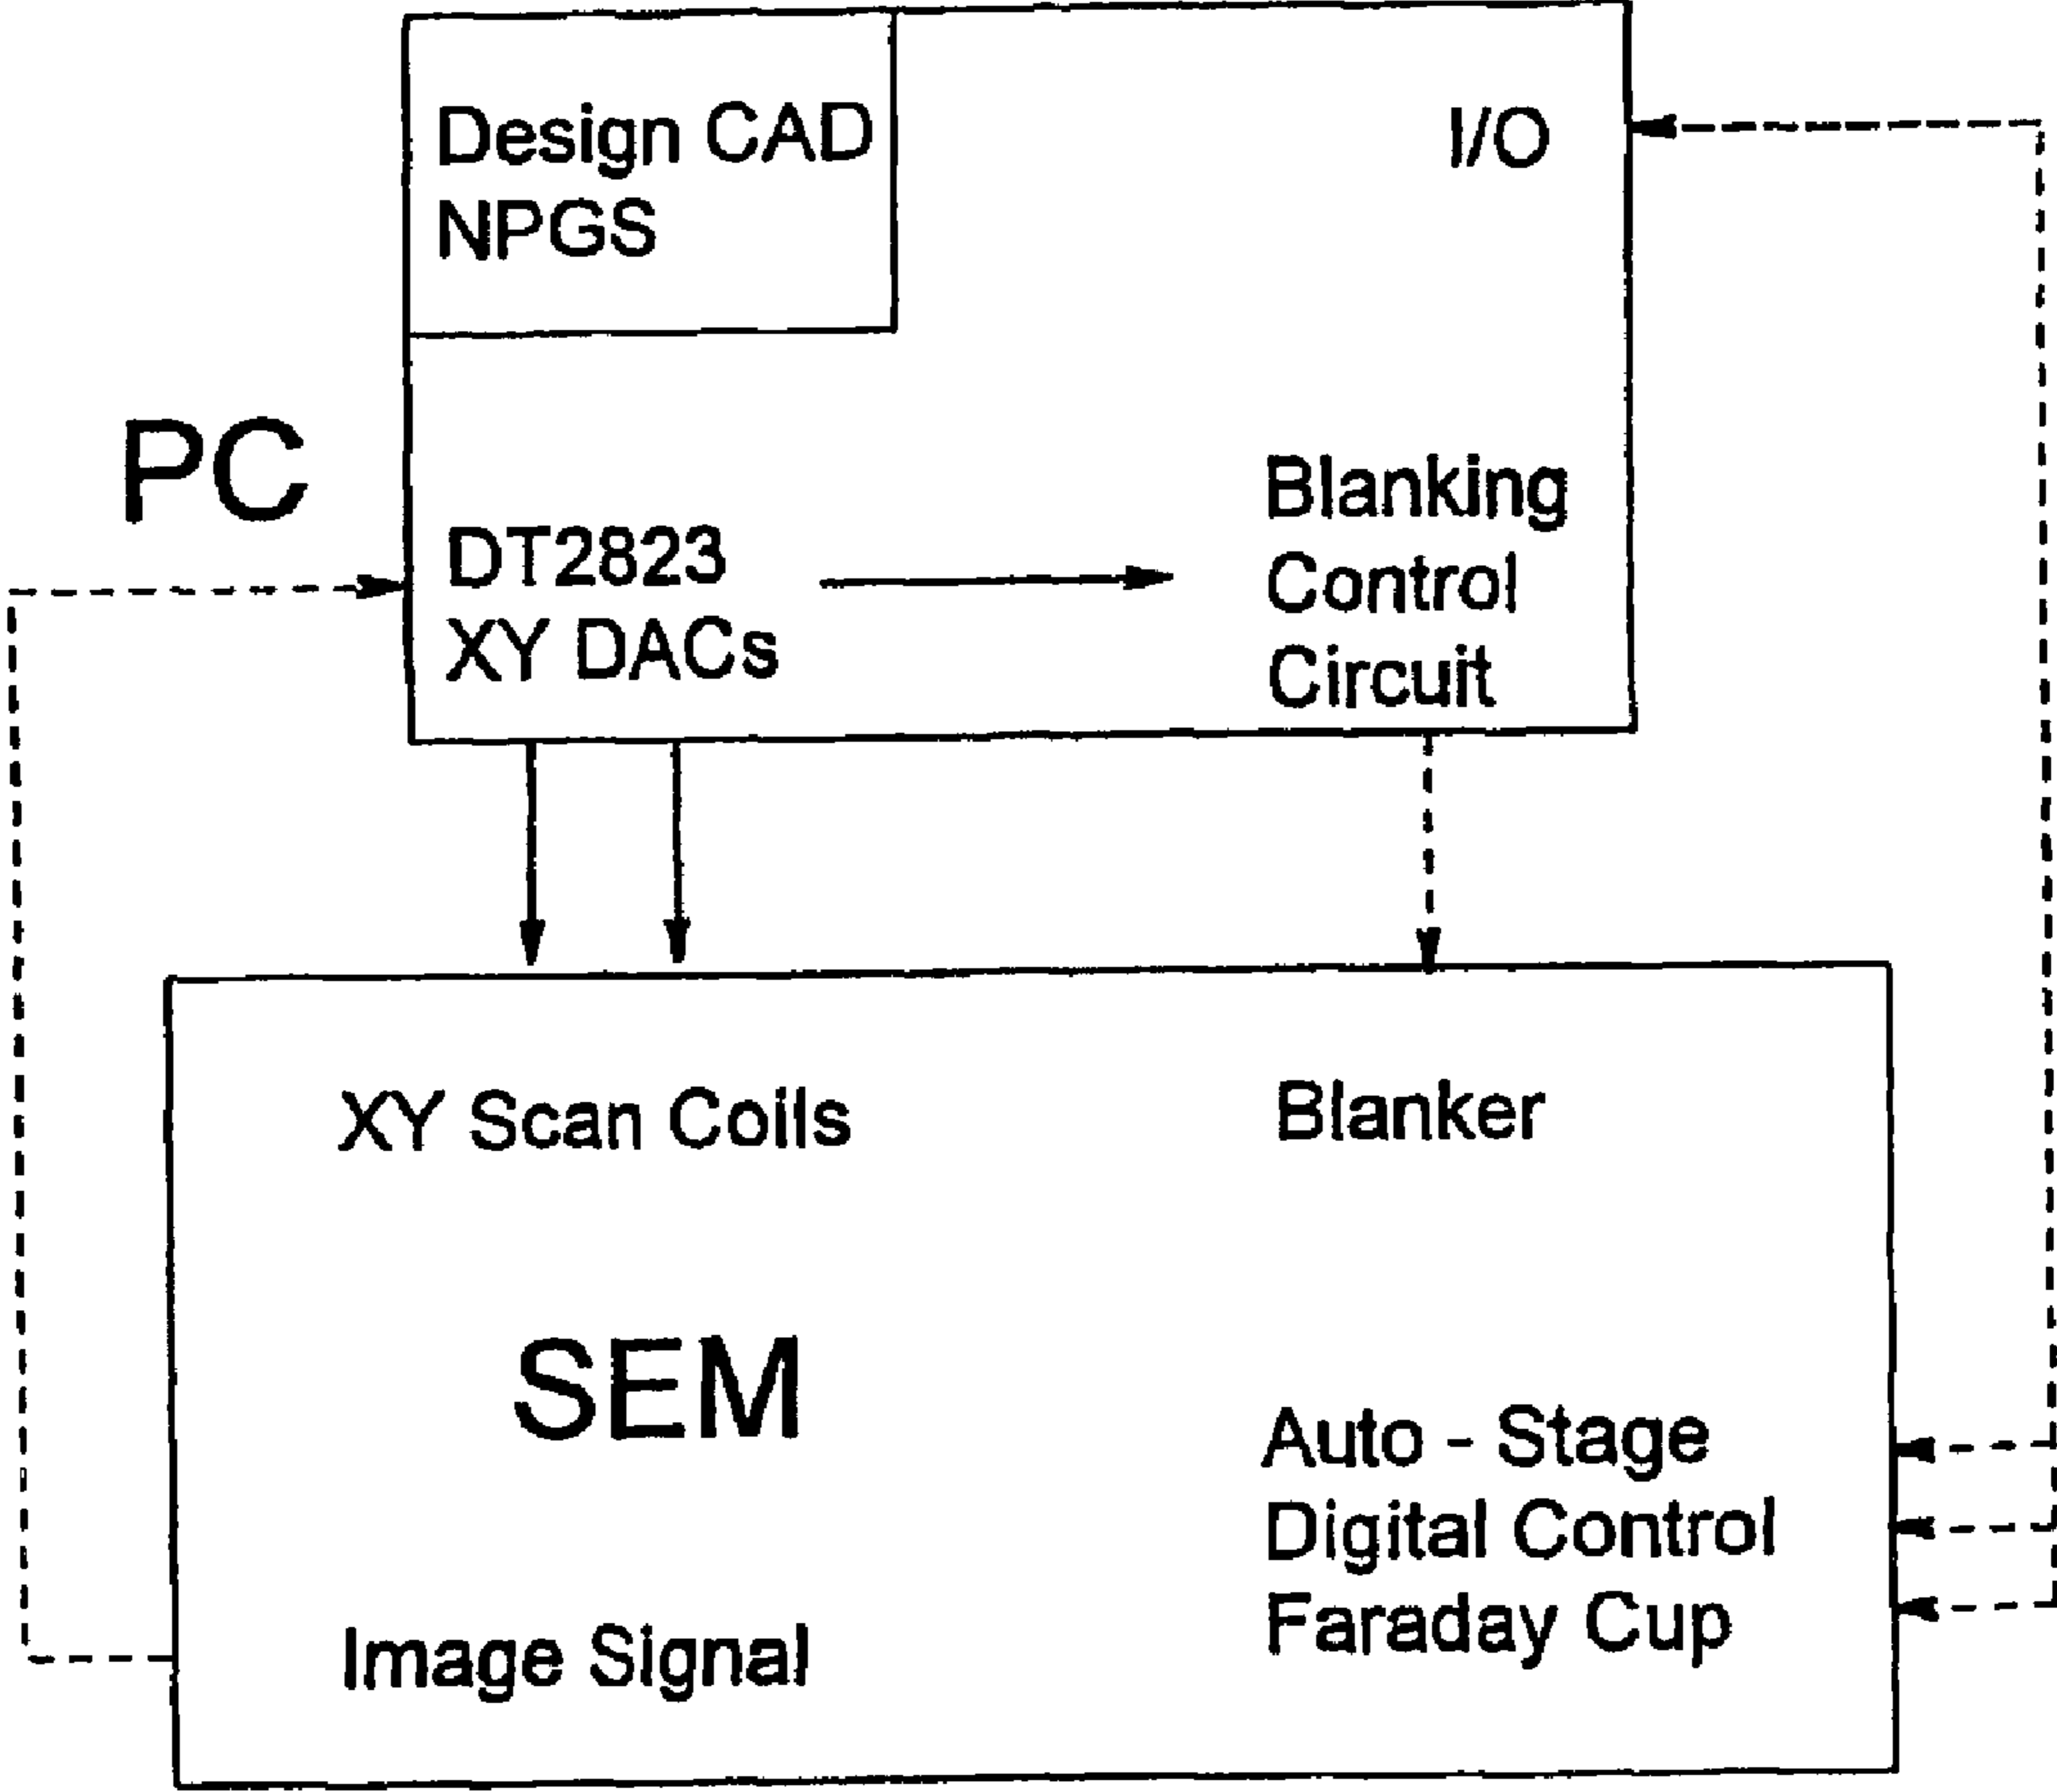 Design CAD
NPGS
I/O
PC
DT2823
XY DACs
Blanking
Control
Circuit
XY Scan Coils
Blanker
SEM
Auto - Stage
Digital Control
Faraday Cup
Image Signal